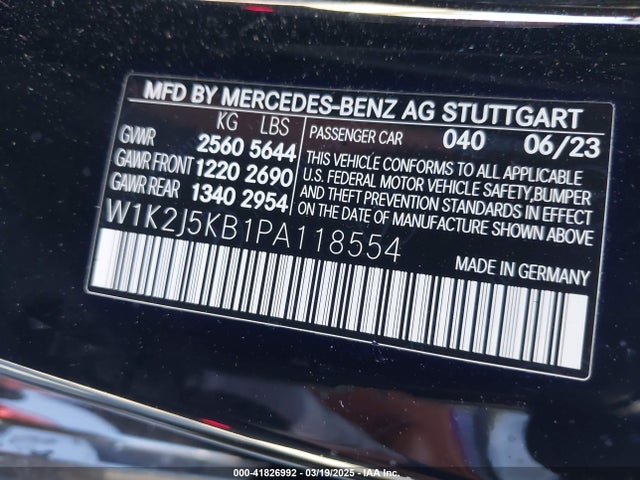 MFD BY MERCEDES-BENZ AG STUTTGART
KG LBS
GVWR 2560 5644
GAWR FRONT 1220 2690
GAWR REAR 1340 2954
PASSENGER CAR 040 06/23
THIS VEHICLE CONFORMS TO ALL APPLICABLE
U.S. FEDERAL MOTOR VEHICLE SAFETY, BUMPER
AND THEFT PREVENTION STANDARDS IN EFFECT
ON THE DATE OF MANUFACTURE SHOWN ABOVE
W1K2J5KB1PA118554
MADE IN GERMANY
000-41826992 - 03/19/2025 - IAA Inc.